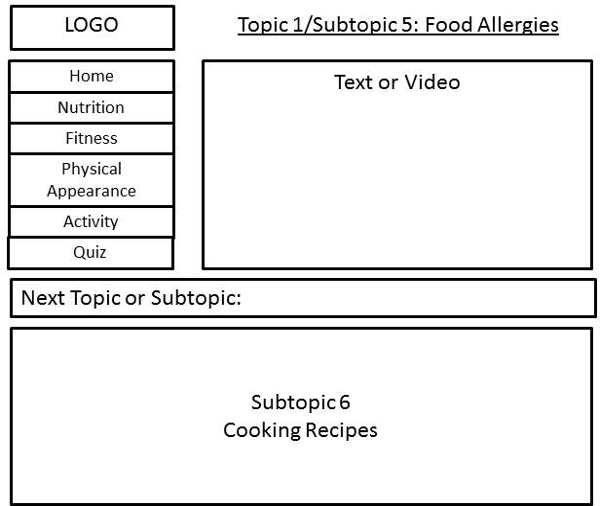 LOGO
Topic 1/Subtopic 5: Food Allergies
Home
Nutrition
Fitness
Physical
Appearance
Activity
Quiz
Text or Video
Next Topic or Subtopic:
Subtopic 6
Cooking Recipes